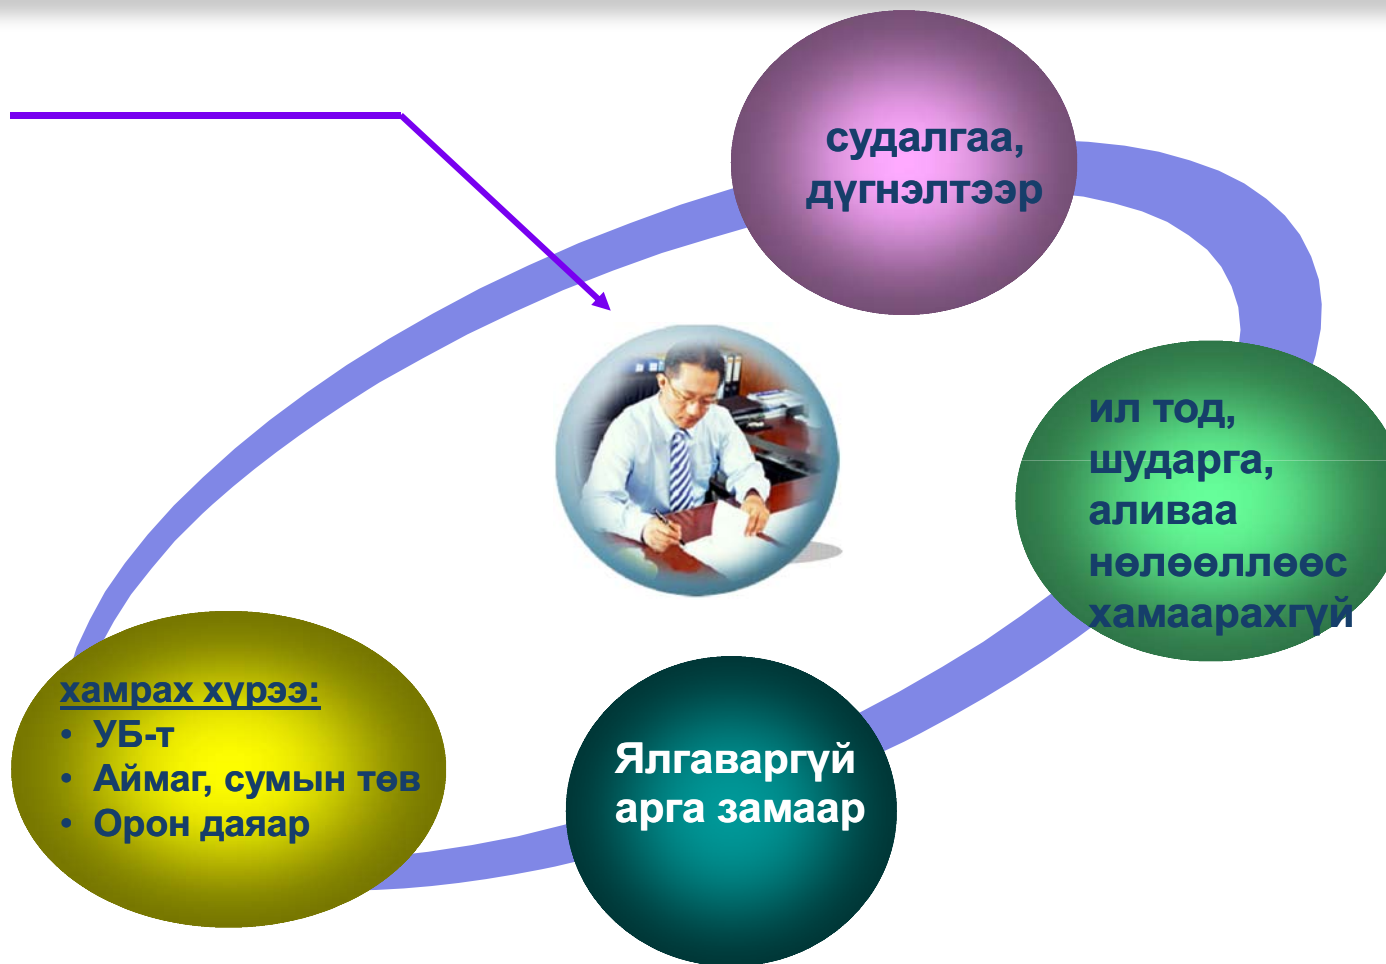 судалгаа,
дүгнэлтээр
ил тод,
шударга,
аливаа
нөлөөллөөс
хамаарахгүй
хамрах хүрээ:
• УБ-т
• Аймаг, сумын төв
• Орон даяар
Ялгаваргүй
арга замаар